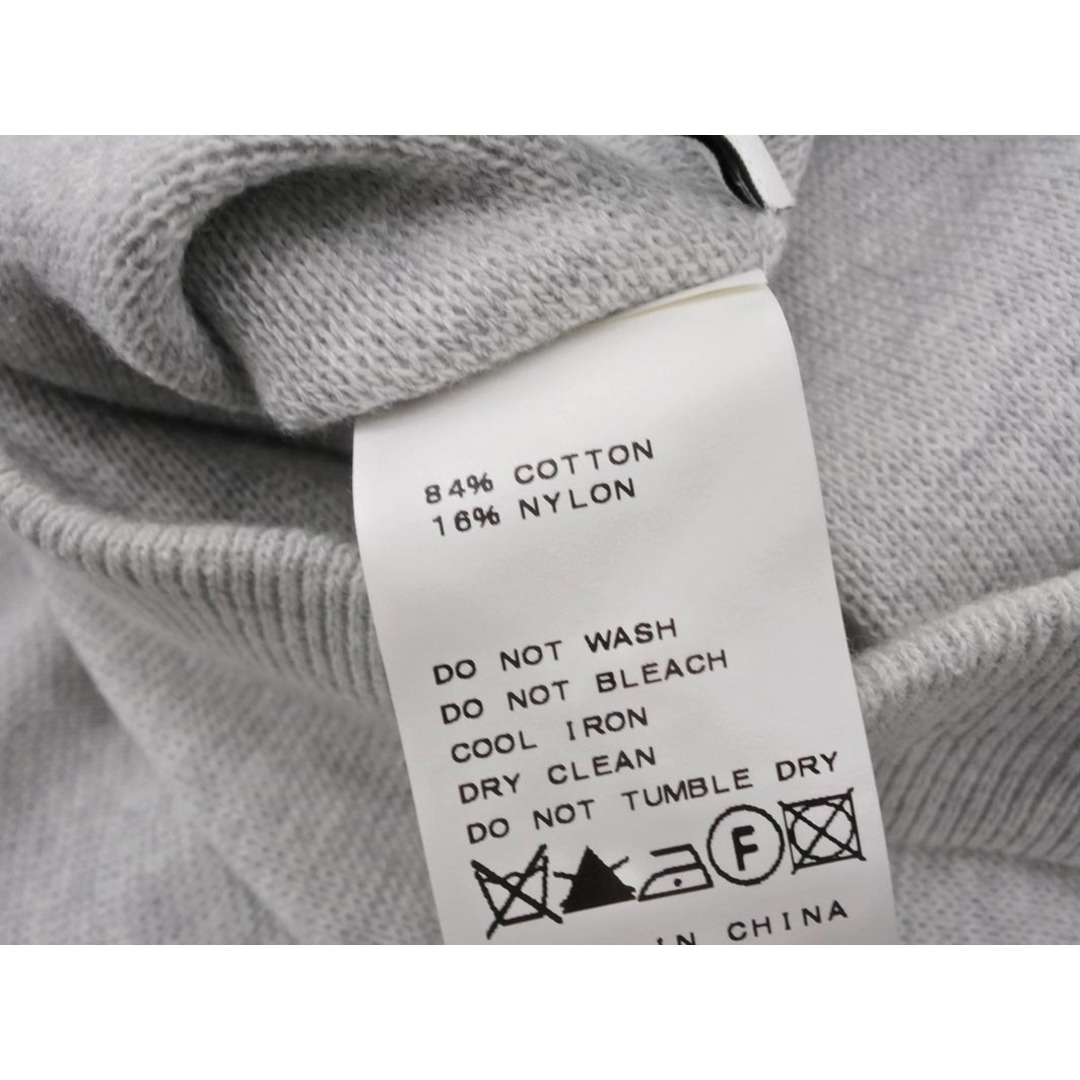 84% COTTON
16% NYLON
DO NOT WASH
DO NOT BLEACH
COOL IRON
DRY CLEAN
DO NOT TUMBLE DRY
F
IN CHINA